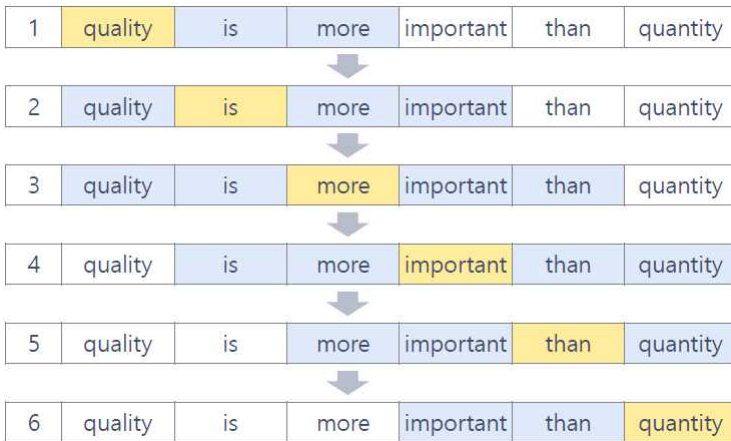 1 quality is more important than quantity
2 quality is more important than quantity
3 quality is more important than quantity
4 quality is more important than quantity
5 quality is more important than quantity
6 quality is more important than quantity